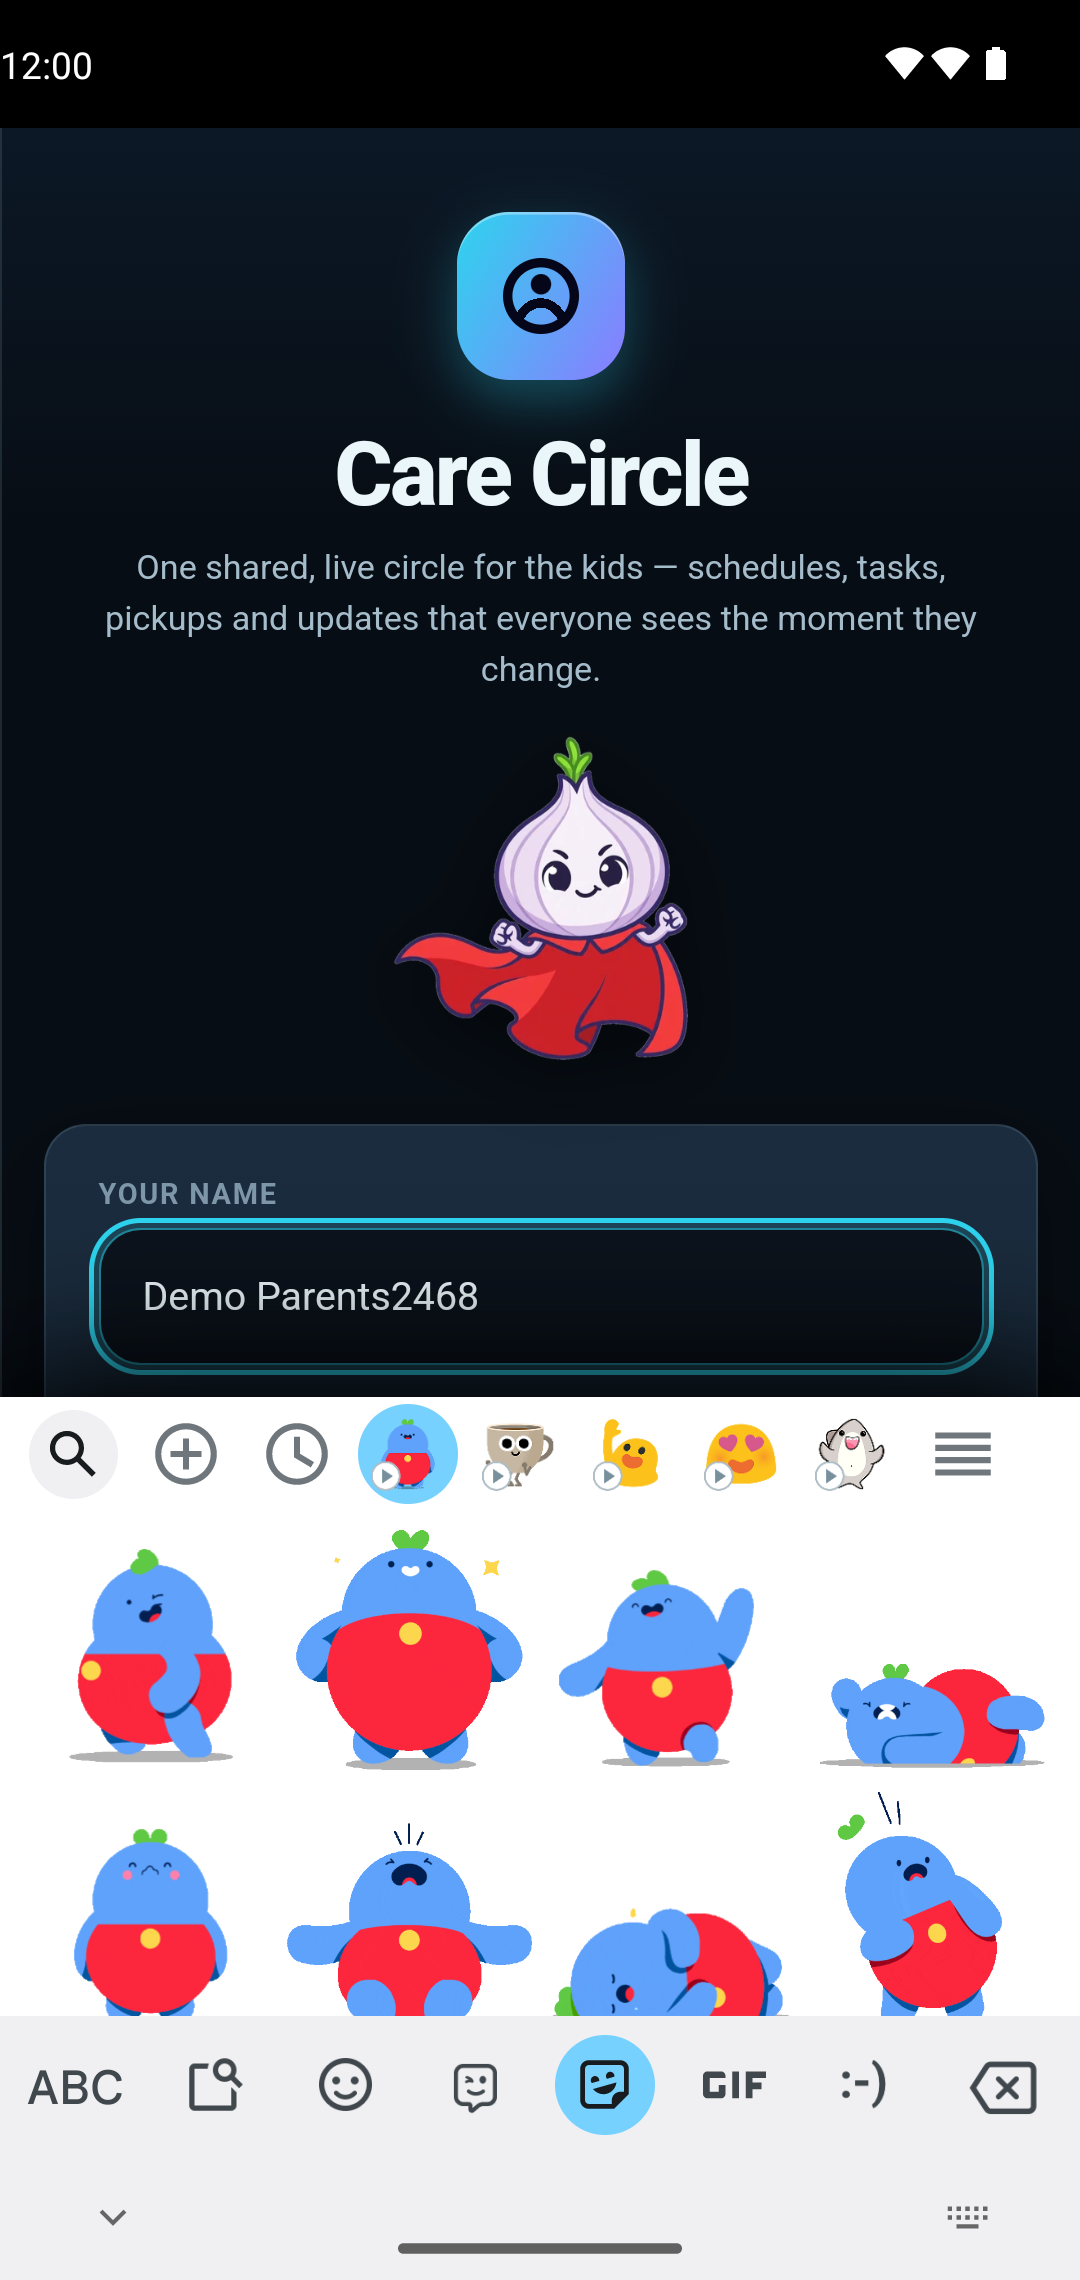 12:00
Care Circle
One shared, live circle for the kids — schedules, tasks,
pickups and updates that everyone sees the moment they
change.
YOUR NAME
Demo Parents2468
ABC
GIF
:-)